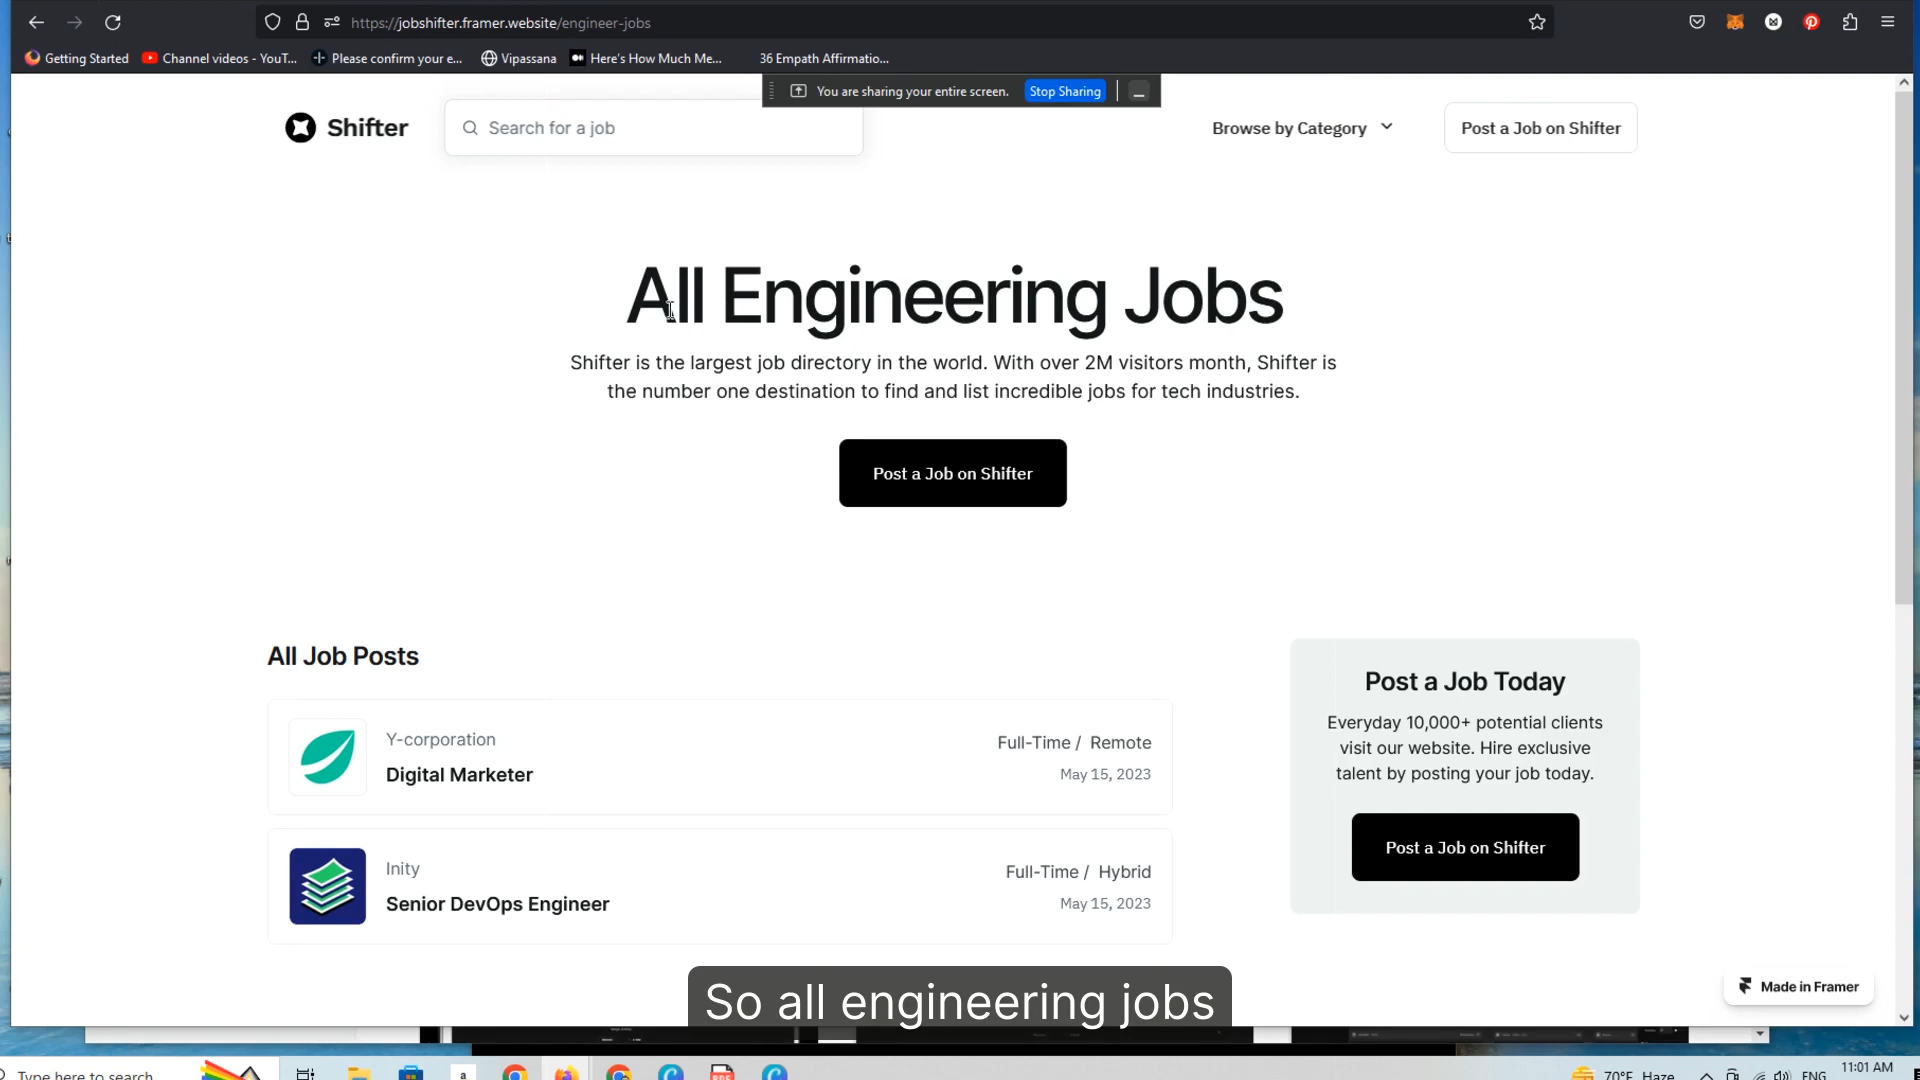 https://jobshifter.framer.website/engineer-jobs
Getting Started
Channel videos - YouT...
Please confirm your e...
Vipassana
Here's How Much Me...
36 Empath Affirmatio...
You are sharing your entire screen.
Stop Sharing
Shifter
Search for a job
Browse by Category
Post a Job on Shifter
All Engineering Jobs
Shifter is the largest job directory in the world. With over 2M visitors month, Shifter is
the number one destination to find and list incredible jobs for tech industries.
Post a Job on Shifter
All Job Posts
Y-corporation
Digital Marketer
Full-Time / Remote
May 15, 2023
Inity
Senior DevOps Engineer
Full-Time / Hybrid
May 15, 2023
Post a Job Today
Everyday 10,000+ potential clients
visit our website. Hire exclusive
talent by posting your job today.
Post a Job on Shifter
Made in Framer
So all engineering jobs
Type here to search
70°F Haze
ENG
11:01 AM